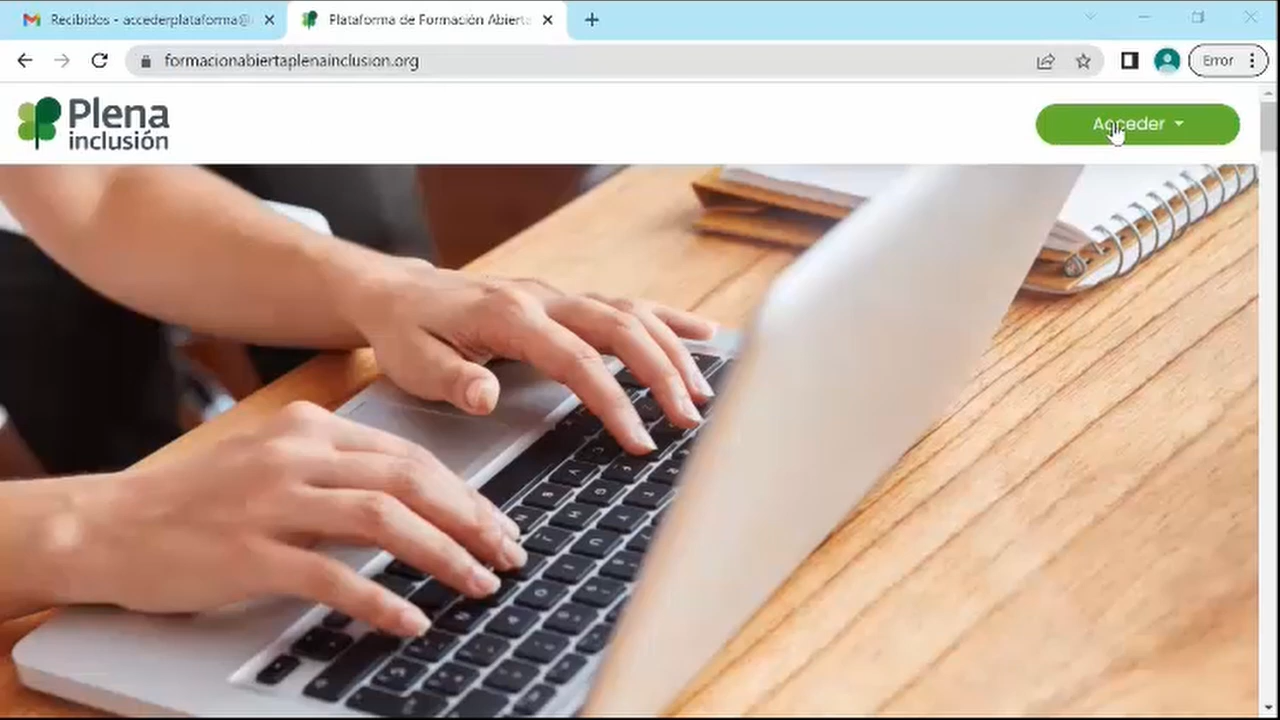 Recibidos - accederplataforma@
Plataforma de Formación Abierta
formacionabiertaplenainclusion.org
Error
Plena
inclusión
Acceder